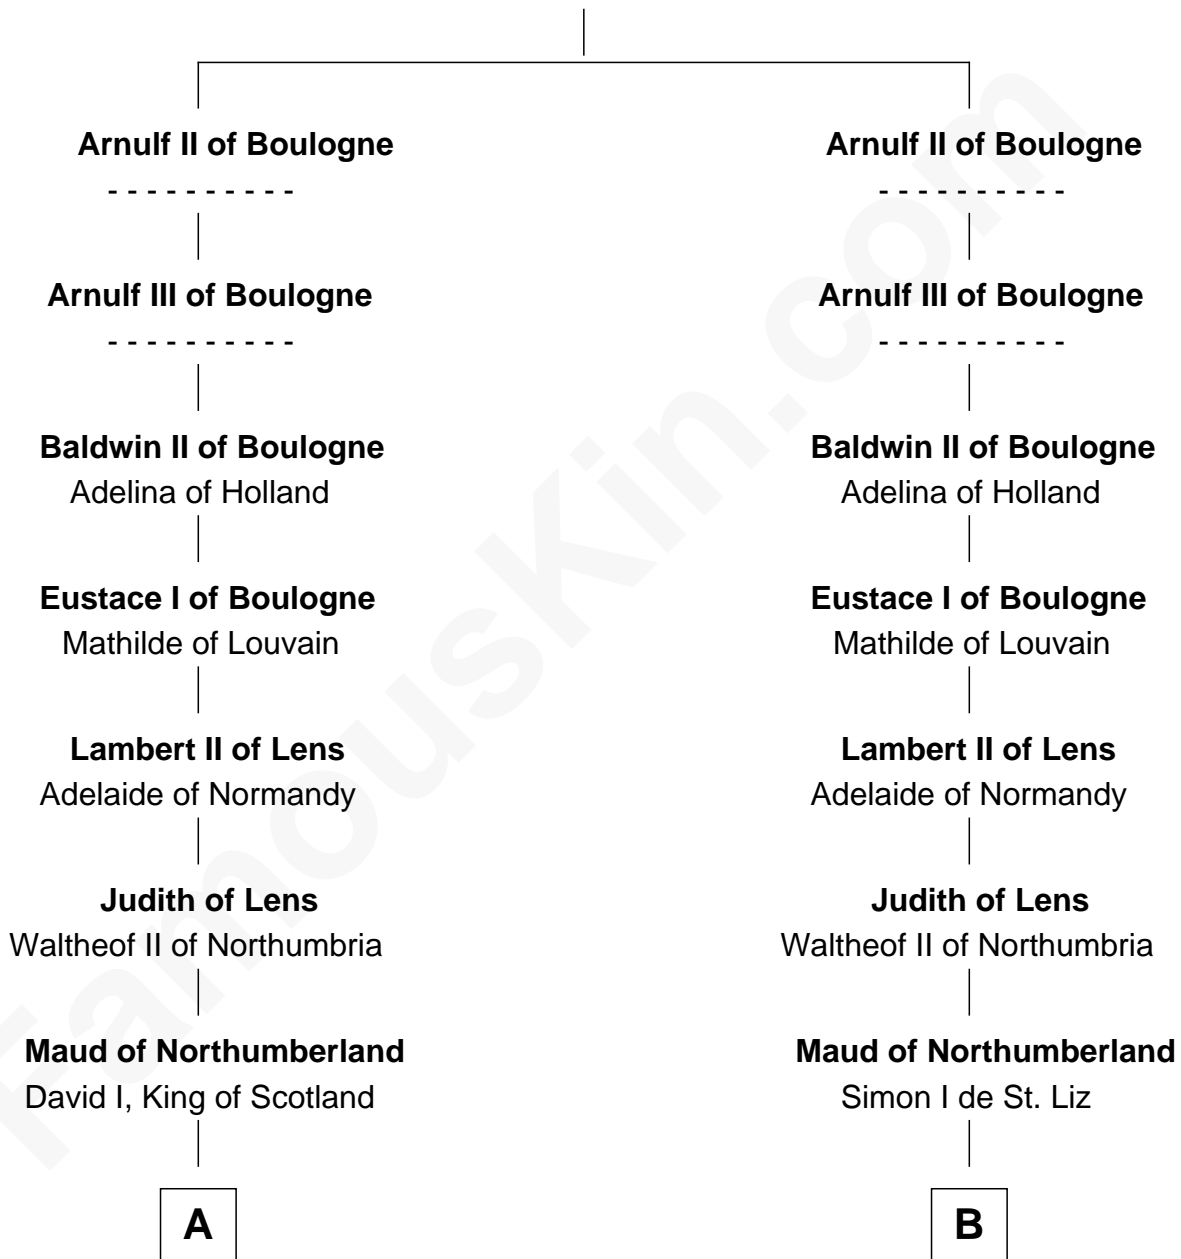 Arnulf II of Boulogne
- - - - - - - - - -
Arnulf III of Boulogne
- - - - - - - - - -
Baldwin II of Boulogne
Adelina of Holland
Eustace I of Boulogne
Mathilde of Louvain
Lambert II of Lens
Adelaide of Normandy
Judith of Lens
Waltheof II of Northumbria
Maud of Northumberland
David I, King of Scotland
A
Arnulf II of Boulogne
- - - - - - - - - -
Arnulf III of Boulogne
- - - - - - - - - -
Baldwin II of Boulogne
Adelina of Holland
Eustace I of Boulogne
Mathilde of Louvain
Lambert II of Lens
Adelaide of Normandy
Judith of Lens
Waltheof II of Northumbria
Maud of Northumberland
Simon I de St. Liz
B
FamousKin.com